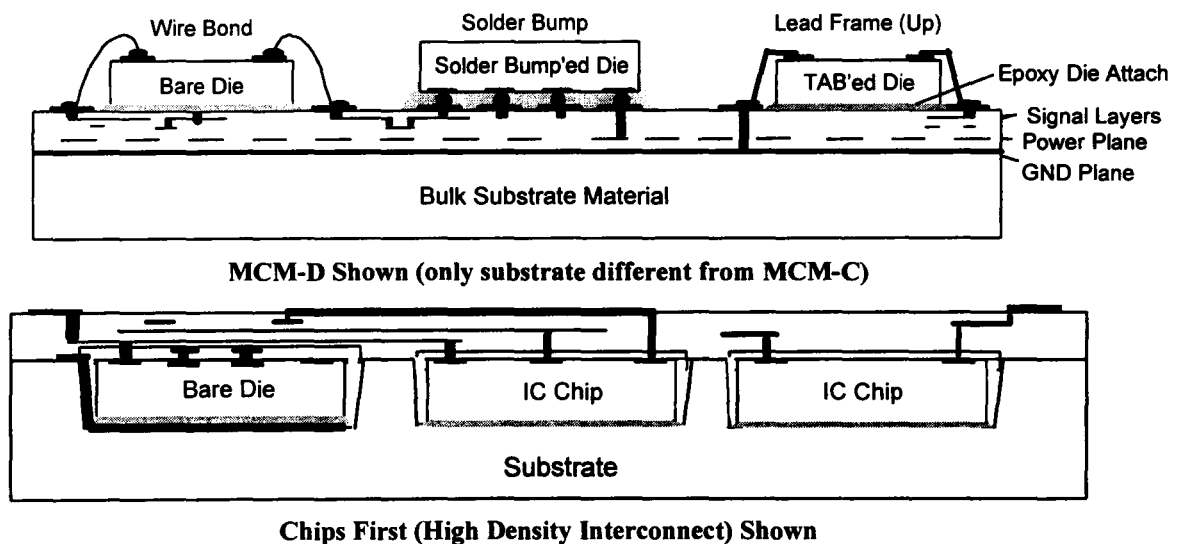 Wire Bond
Solder Bump
Lead Frame (Up)
Bare Die
Solder Bump'ed Die
TAB'ed Die
Epoxy Die Attach
Signal Layers
Power Plane
GND Plane
Bulk Substrate Material
MCM-D Shown (only substrate different from MCM-C)
Bare Die
IC Chip
IC Chip
Substrate
Chips First (High Density Interconnect) Shown